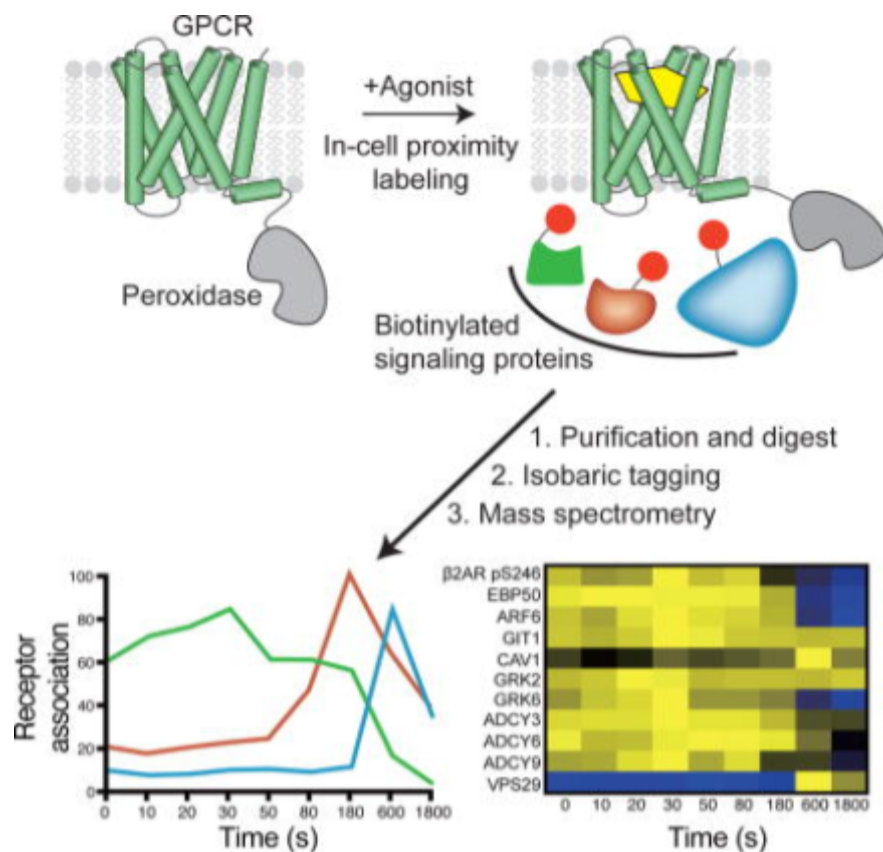 GPCR
+Agonist
In-cell proximity
labeling
Peroxidase
Biotinylated
signaling proteins
1. Purification and digest
2. Isobaric tagging
3. Mass spectrometry
Receptor
association
100
80
60
40
20
0
0 10 20 30 50 80 180 600 1800
Time (s)
β2AR pS246
EBP50
ARF6
GIT1
CAV1
GRK2
GRK6
ADCY3
ADCY6
ADCY9
VPS29
0 10 20 30 50 80 180 600 1800
Time (s)